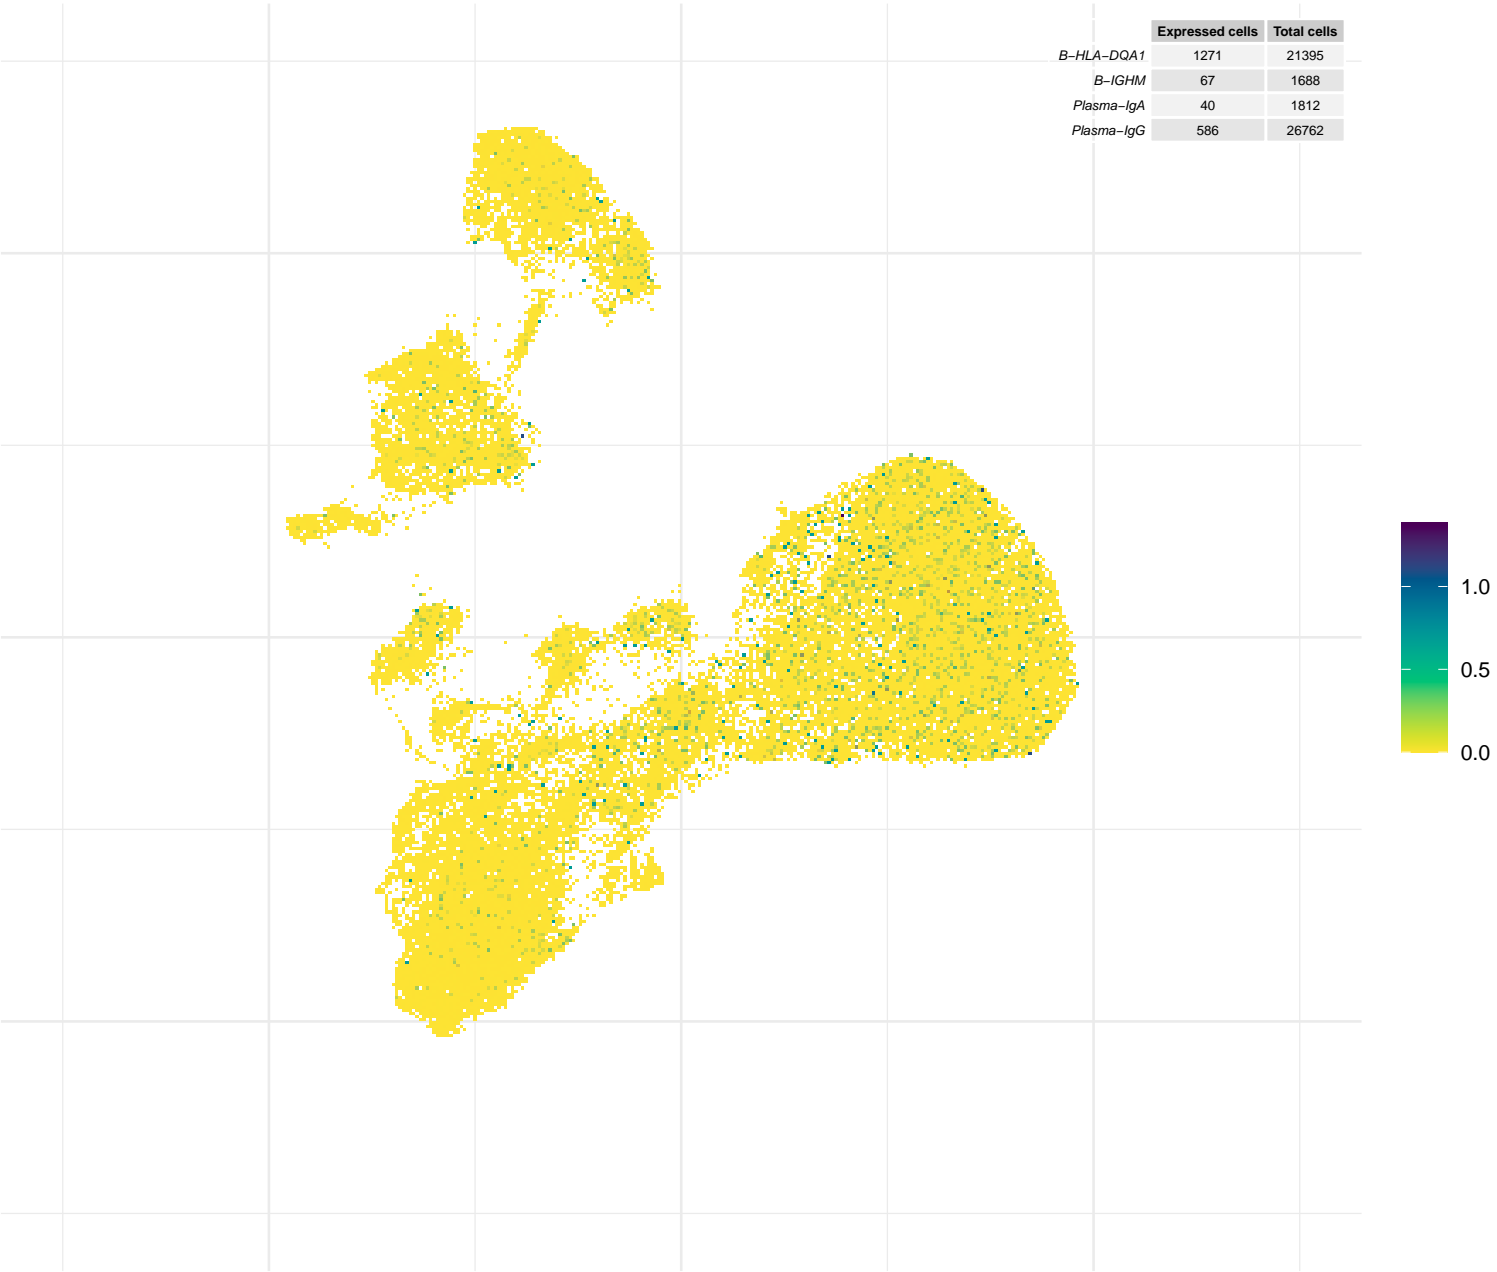 Expressed cells Total cells
B−HLA−DQA1 1271 21395
B−IGHM 67 1688
Plasma−IgA 40 1812
Plasma−IgG 586 26762
1.0
0.5
0.0